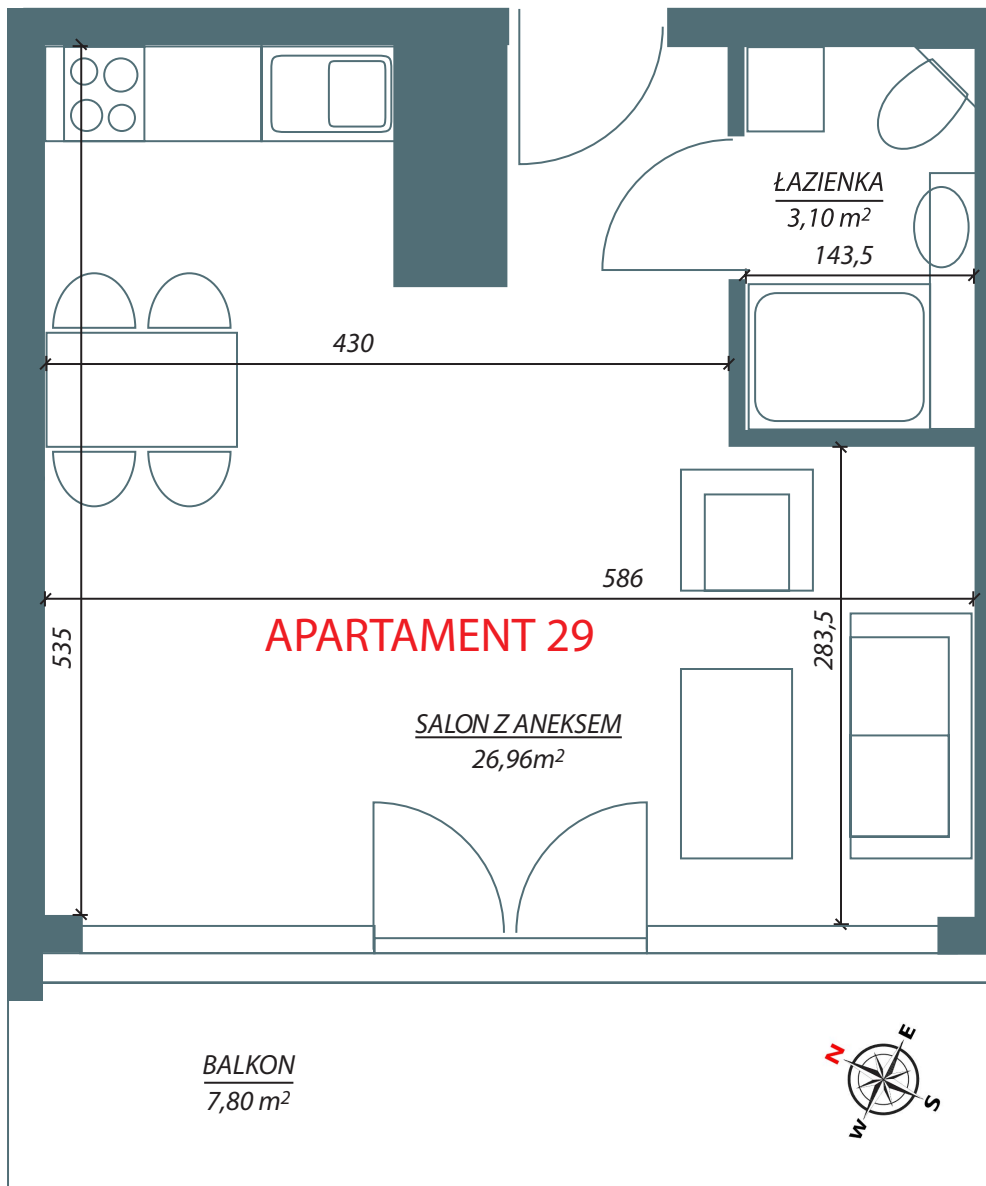 ŁAZIENKA
3,10 m²
143,5
430
586
535
283,5
APARTAMENT 29
SALON Z ANEKSEM
26,96m²
BALKON
7,80 m²
N
E
S
W